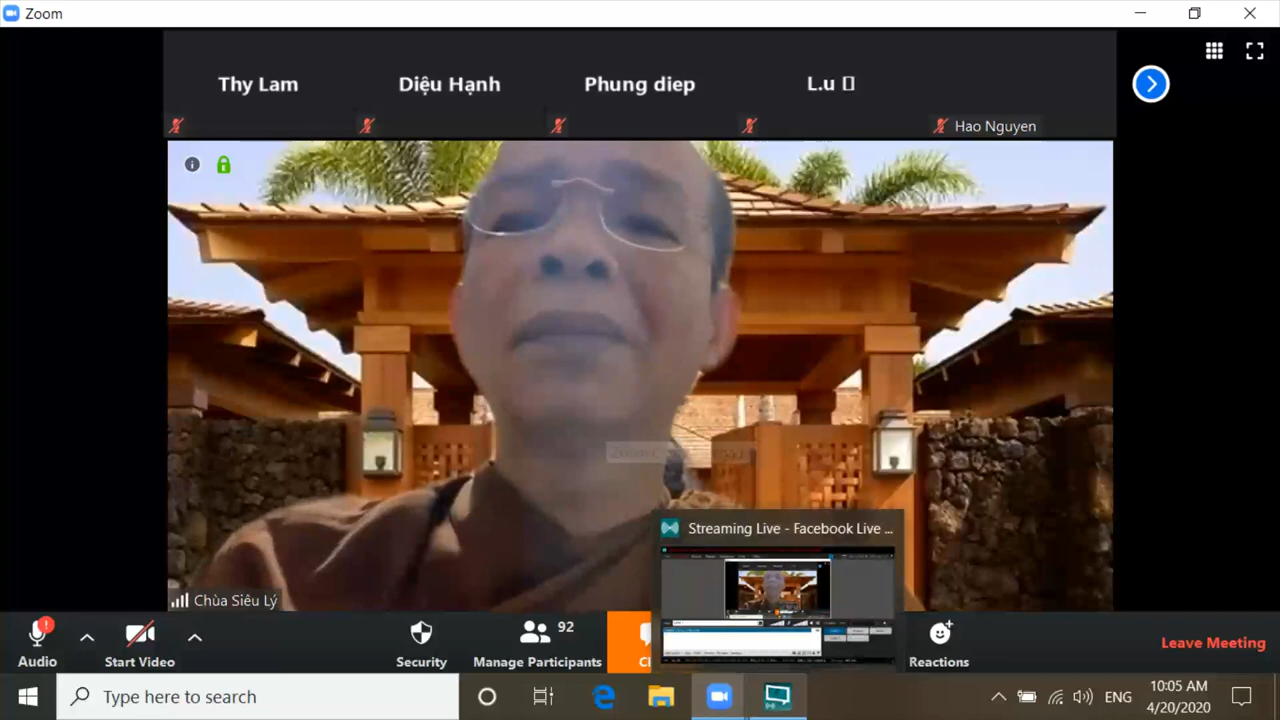 Zoom
Thy Lam
Diệu Hạnh
Phung diep
L.u
Hao Nguyen
Streaming Live - Facebook Live ...
Chùa Siêu Lý
Audio
Start Video
Security
92
Manage Participants
Reactions
Leave Meeting
Type here to search
ENG
10:05 AM
4/20/2020